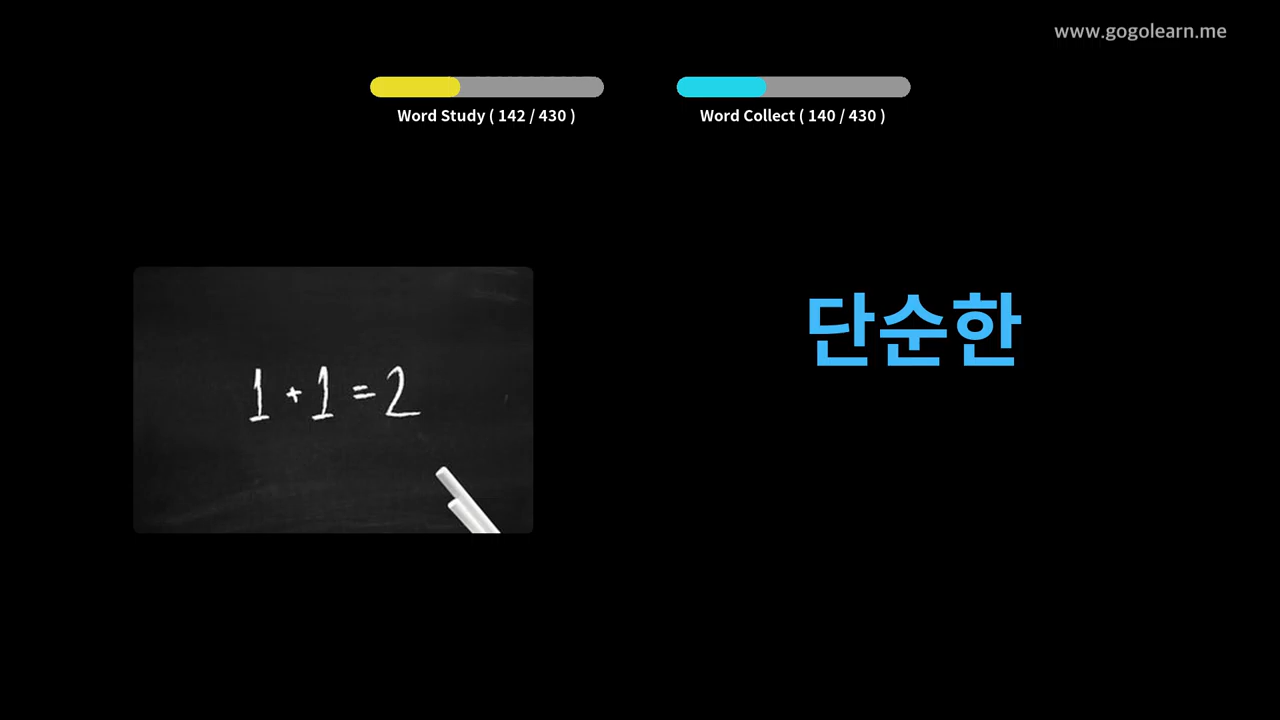 www.gogolearn.me
Word Study ( 142 / 430 )
Word Collect ( 140 / 430 )
단순한
1 + 1 = 2